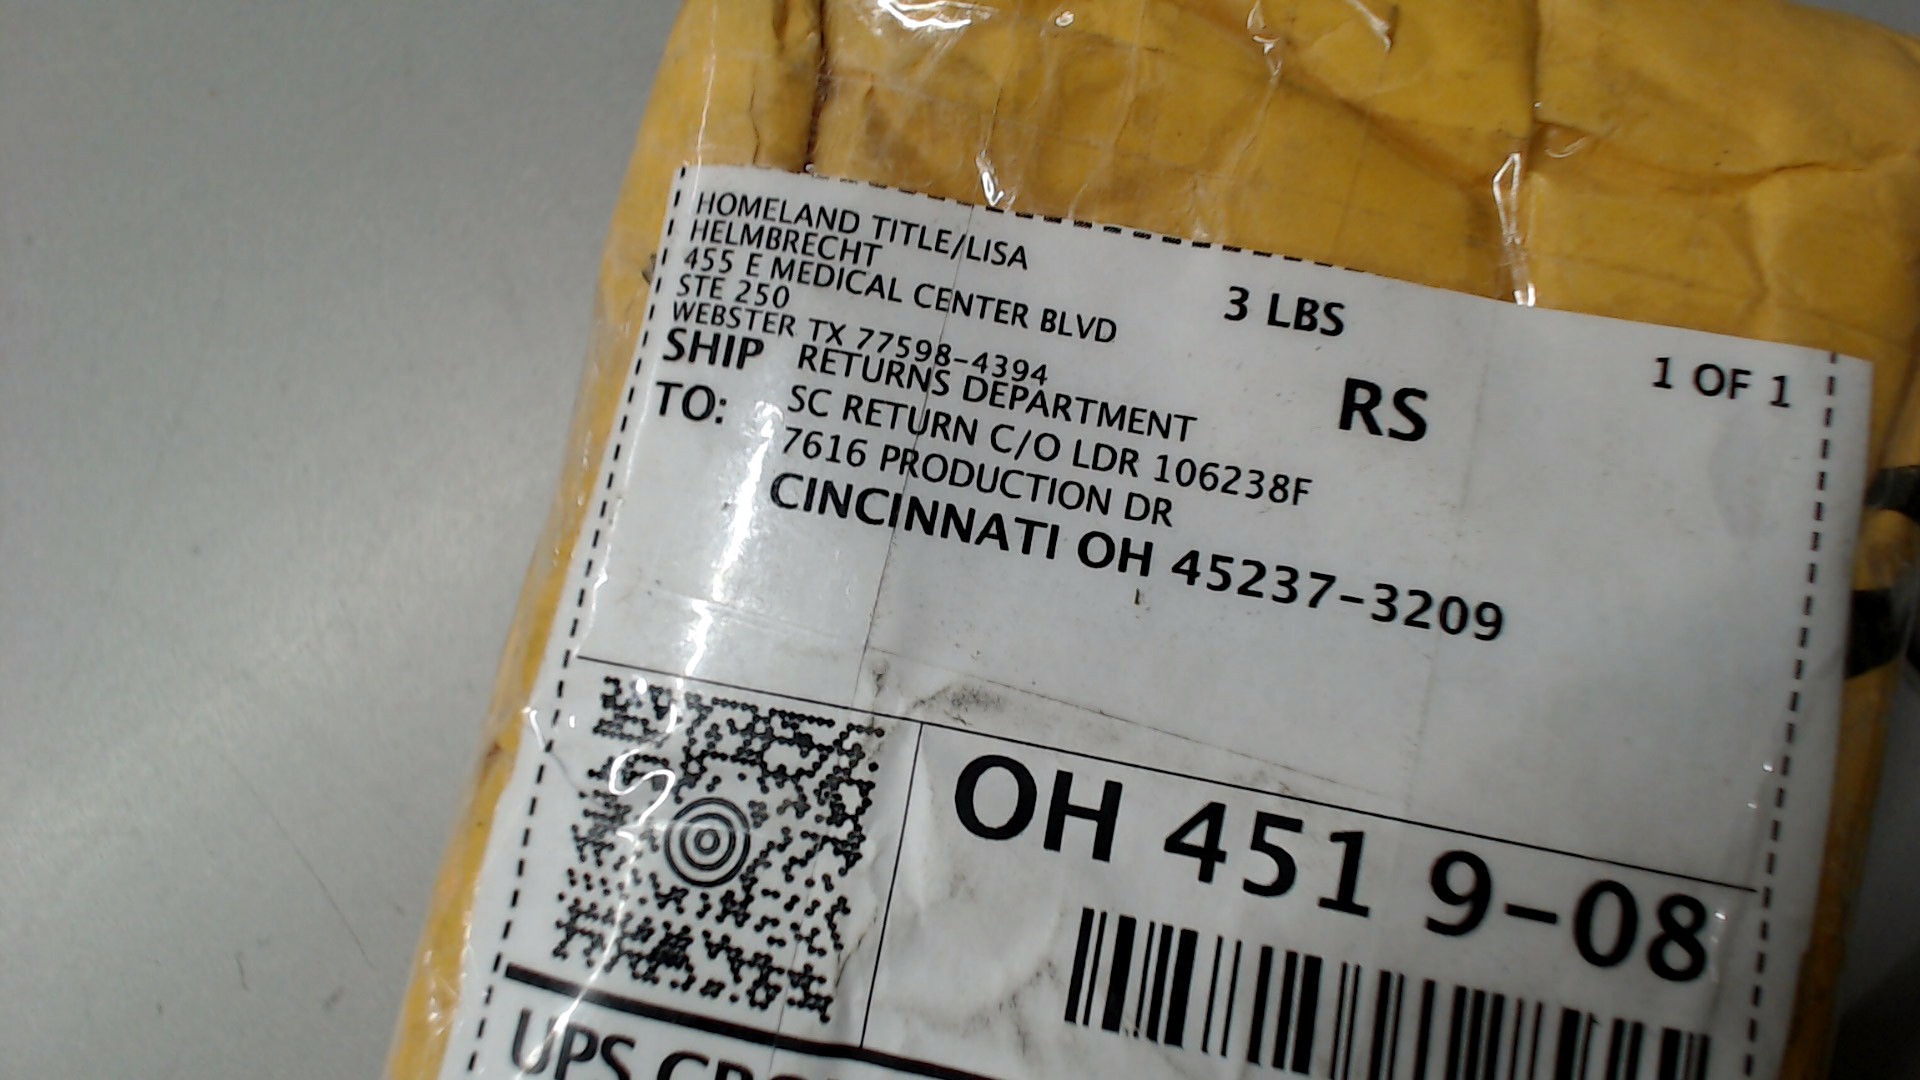 HOMELAND TITLE/LISA
HELMBRECHT
455 E MEDICAL CENTER BLVD
STE 250
WEBSTER TX 77598-4394
3 LBS
1 OF 1
RS
SHIP TO:
RETURNS DEPARTMENT
SC RETURN C/O LDR 106238F
7616 PRODUCTION DR
CINCINNATI OH 45237-3209
OH 451 9-08
UPS